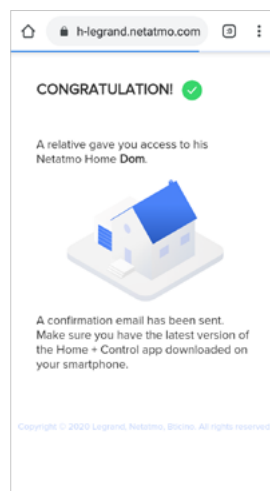 h-legrand.netatmo.com
CONGRATULATION!
A relative gave you access to his
Netatmo Home Dom.
A confirmation email has been sent.
Make sure you have the latest version of
the Home + Control app downloaded on
your smartphone.
Copyright © 2020 Legrand, Netatmo, Bticino. All rights reserved